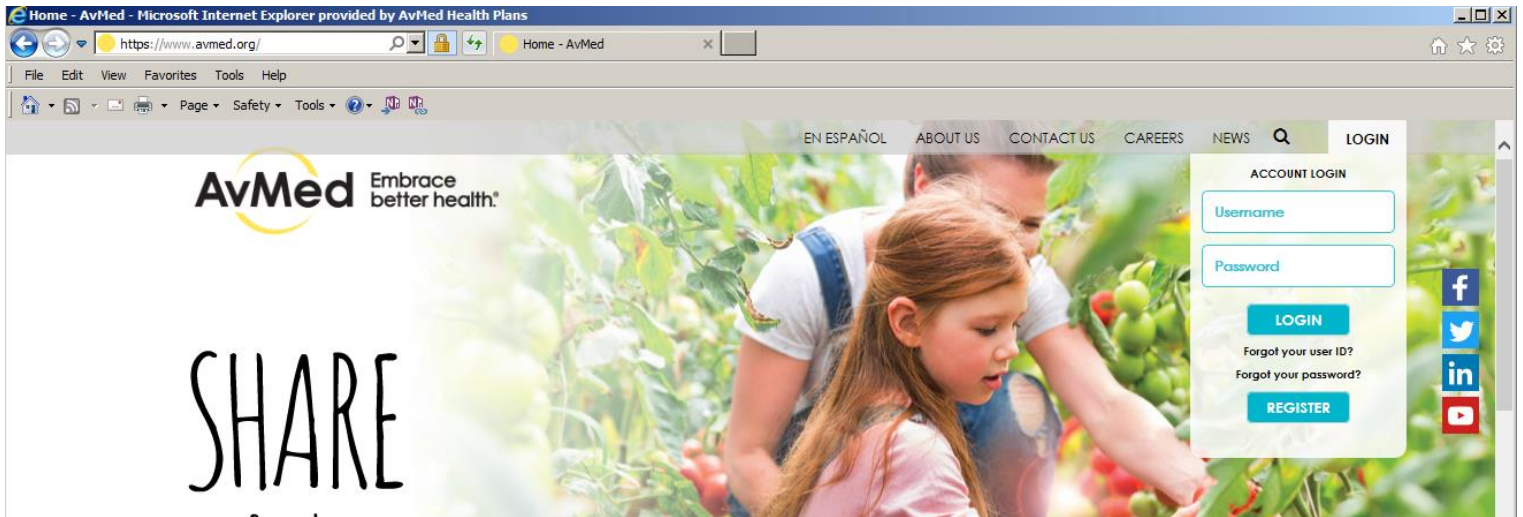 Home - AvMed - Microsoft Internet Explorer provided by AvMed Health Plans
https://www.avmed.org/
Home - AvMed
File Edit View Favorites Tools Help
Page Safety Tools
EN ESPAÑOL ABOUT US CONTACT US CAREERS NEWS LOGIN
AvMed Embrace
better health.®
ACCOUNT LOGIN
Username
Password
LOGIN
Forgot your user ID?
Forgot your password?
REGISTER
SHARE